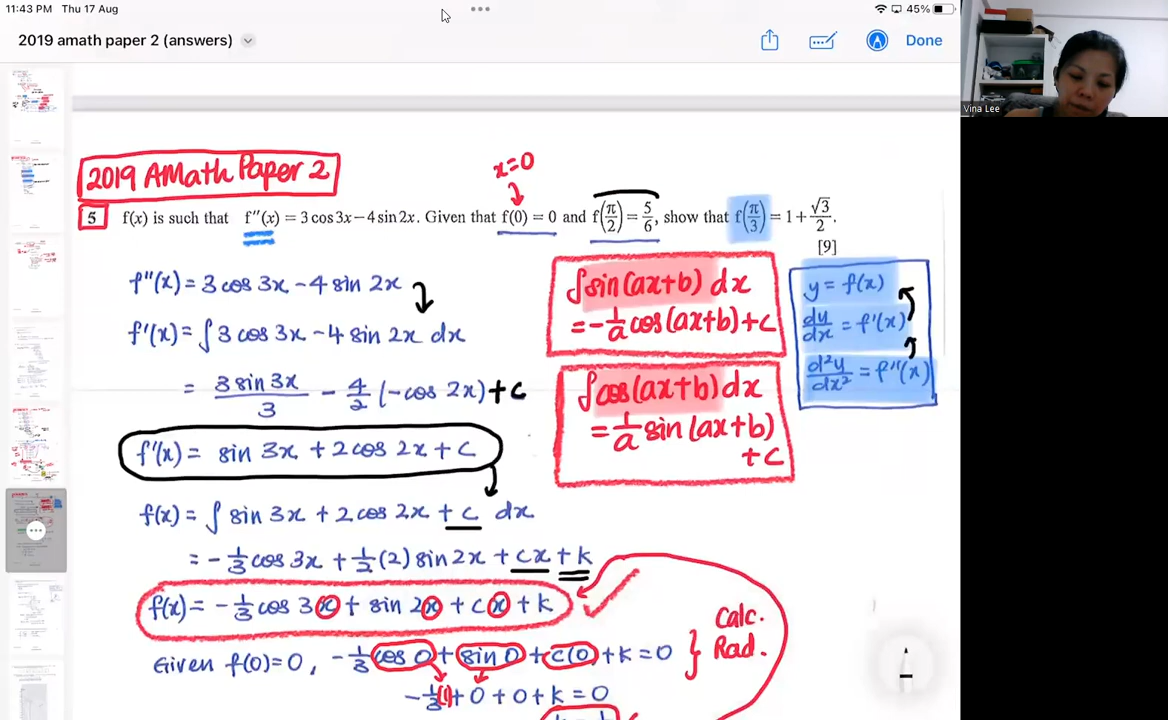 11:43 PM Thu 17 Aug
45%
2019 amath paper 2 (answers)
Done
Vina Lee
2019 AMath Paper 2
x=0
5 f(x) is such that f''(x) = 3 cos 3x − 4 sin 2x. Given that f(0) = 0 and f(π/2) = 5/6, show that f(π/3) = 1 + √3/2.
[9]
f''(x) = 3 cos 3x − 4 sin 2x
f'(x) = ∫ 3 cos 3x − 4 sin 2x dx
= 3 sin 3x/3 − 4/2 (−cos 2x) + c
f'(x) = sin 3x + 2 cos 2x + c
f(x) = ∫ sin 3x + 2 cos 2x + c dx
= − 1/3 cos 3x + 1/2 (2) sin 2x + cx + k
f(x) = − 1/3 cos 3x + sin 2x + cx + k
Given f(0) = 0, − 1/3 cos 0 + sin 0 + c(0) + k = 0
− 1/3 (1) + 0 + 0 + k = 0
∫ sin (ax+b) dx
= − 1/a cos (ax+b) + c
∫ cos (ax+b) dx
= 1/a sin (ax+b)
+ c
y = f(x)
dy/dx = f'(x)
d²y/dx² = f''(x)
Calc.
Rad.